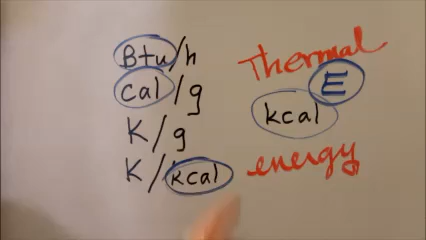 Btu/h
cal/g
K/g
K/kcal
Thermal
E
kcal
energy